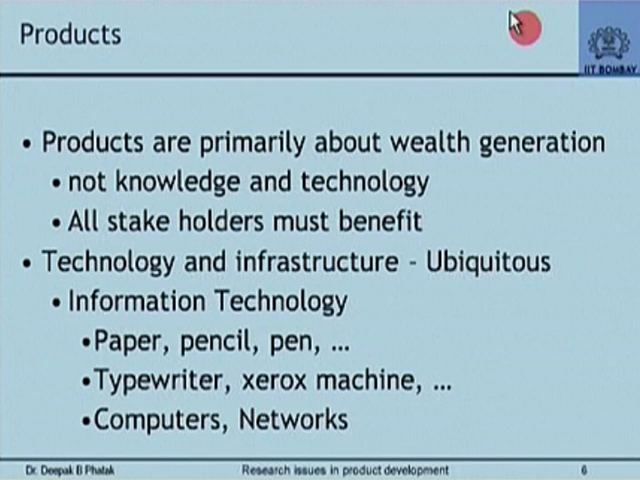 Products
IIT BOMBAY
• Products are primarily about wealth generation
• not knowledge and technology
• All stake holders must benefit
• Technology and infrastructure - Ubiquitous
• Information Technology
•Paper, pencil, pen, ...
•Typewriter, xerox machine, ...
•Computers, Networks
Dr. Deepak B Phatak Research issues in product development 6